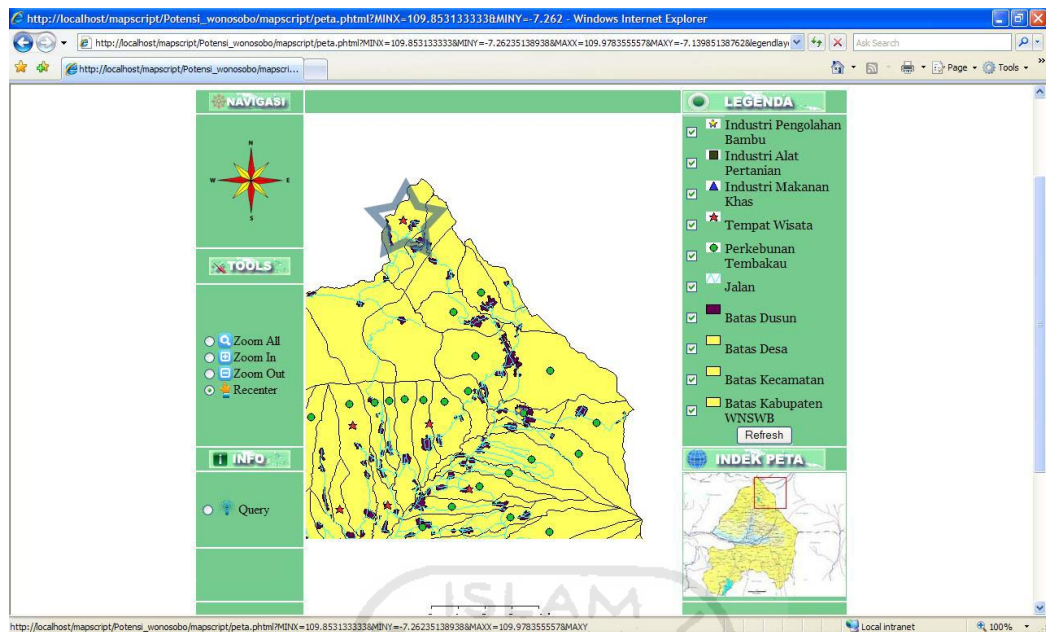 http://localhost/mapscript/Potensi_wonosobo/mapscript/peta.phtml?MINX=109.853133333&MINY=-7.262 - Windows Internet Explorer
http://localhost/mapscript/Potensi_wonosobo/mapscript/peta.phtml?MINX=109.853133333&MINY=-7.26235138938&MAXX=109.978355557&MAXY=-7.13985138762&legendlay
Ask Search
http://localhost/mapscript/Potensi_wonosobo/mapscri...
Page
Tools
NAVIGASI
N
W
E
S
TOOLS
Zoom All
Zoom In
Zoom Out
Recenter
INFO
Query
LEGENDA
Industri Pengolahan
Bambu
Industri Alat
Pertanian
Industri Makanan
Khas
Tempat Wisata
Perkebunan
Tembakau
Jalan
Batas Dusun
Batas Desa
Batas Kecamatan
Batas Kabupaten
WNSWB
Refresh
INDEK PETA
ISLAM
http://localhost/mapscript/Potensi_wonosobo/mapscript/peta.phtml?MINX=109.853133333&MINY=-7.26235138938&MAXX=109.978355557&MAXY
Local intranet
100%